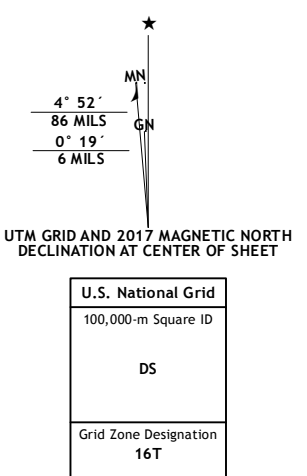 MN
4° 52´
86 MILS
GN
0° 19´
6 MILS
UTM GRID AND 2017 MAGNETIC NORTH
DECLINATION AT CENTER OF SHEET
U.S. National Grid
100,000-m Square ID
DS
Grid Zone Designation
16T